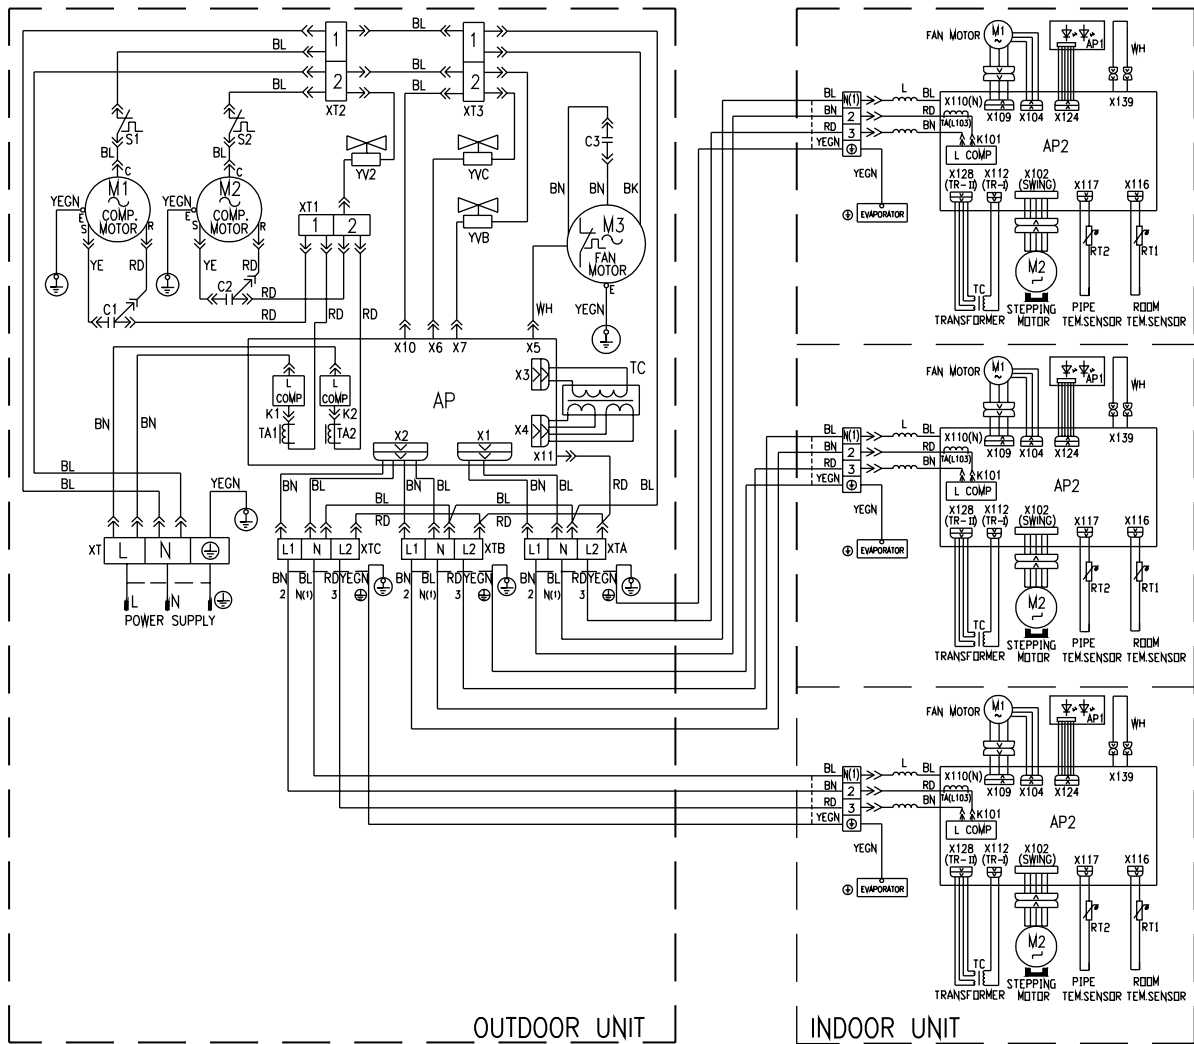 BL
BL
BL
BL
1
2
XT2
1
2
XT3
S1
S2
BL
BL
C
C
M1
COMP.
MOTOR
M2
COMP.
MOTOR
YEGN
YEGN
E
S
R
E
S
R
YE
RD
YE
RD
C1
C2
RD
RD
RD
RD
XT1
1
2
YV2
YVC
YVB
C3
BN
BN
BK
M3
FAN
MOTOR
E
WH
YEGN
X10
X6
X7
X5
AP
L
COMP
L
COMP
K1
K2
TA1
TA2
X3
X4
TC
X2
X1
X11
BN
BN
BL
BL
YEGN
BN
BL
BL
RD
BN
BL
BL
RD
BN
BL
RD
BL
XT
L
N
L
N
POWER SUPPLY
L1
N
L2
XTC
L1
N
L2
XTB
L1
N
L2
XTA
BN
BL
RD
YEGN
2
N(1)
3
BN
BL
RD
YEGN
2
N(1)
3
BN
BL
RD
YEGN
2
N(1)
3
OUTDOOR UNIT
FAN MOTOR
M1
AP1
WH
BL
N(1)
L
BL
X110(N)
X109
X104
X124
X139
BN
2
RD
TA(L103)
RD
3
BN
K101
YEGN
L COMP
AP2
YEGN
X128
(TR-II)
X112
(TR-I)
X102
(SWING)
X117
X116
EVAPORATOR
RT2
RT1
M2
TC
TRANSFORMER
STEPPING
MOTOR
PIPE
TEM.SENSOR
ROOM
TEM.SENSOR
FAN MOTOR
M1
AP1
WH
BL
N(1)
L
BL
X110(N)
X109
X104
X124
X139
BN
2
RD
TA(L103)
RD
3
BN
K101
YEGN
L COMP
AP2
YEGN
X128
(TR-II)
X112
(TR-I)
X102
(SWING)
X117
X116
EVAPORATOR
RT2
RT1
M2
TC
TRANSFORMER
STEPPING
MOTOR
PIPE
TEM.SENSOR
ROOM
TEM.SENSOR
FAN MOTOR
M1
AP1
WH
BL
N(1)
L
BL
X110(N)
X109
X104
X124
X139
BN
2
RD
TA(L103)
RD
3
BN
K101
YEGN
L COMP
AP2
YEGN
X128
(TR-II)
X112
(TR-I)
X102
(SWING)
X117
X116
EVAPORATOR
RT2
RT1
M2
TC
TRANSFORMER
STEPPING
MOTOR
PIPE
TEM.SENSOR
ROOM
TEM.SENSOR
INDOOR UNIT